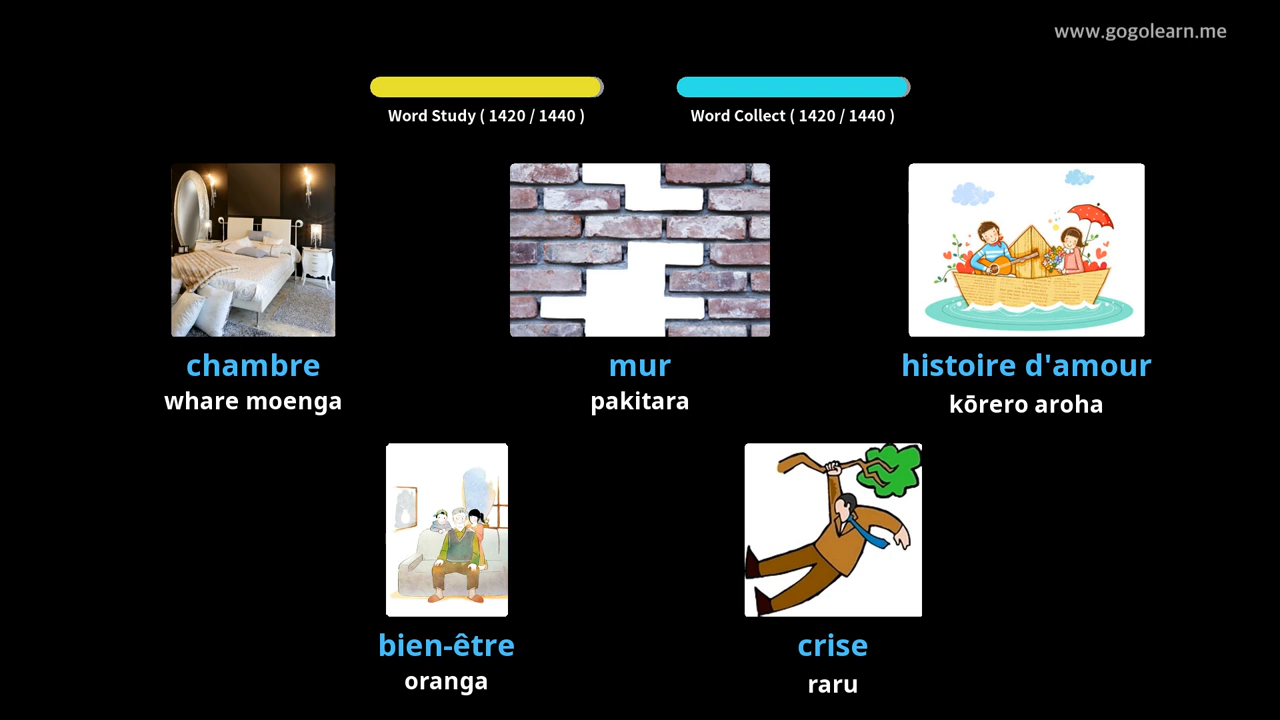 www.gogolearn.me
Word Study ( 1420 / 1440 )
Word Collect ( 1420 / 1440 )
chambre
whare moenga
mur
pakitara
histoire d'amour
kōrero aroha
bien-être
oranga
crise
raru